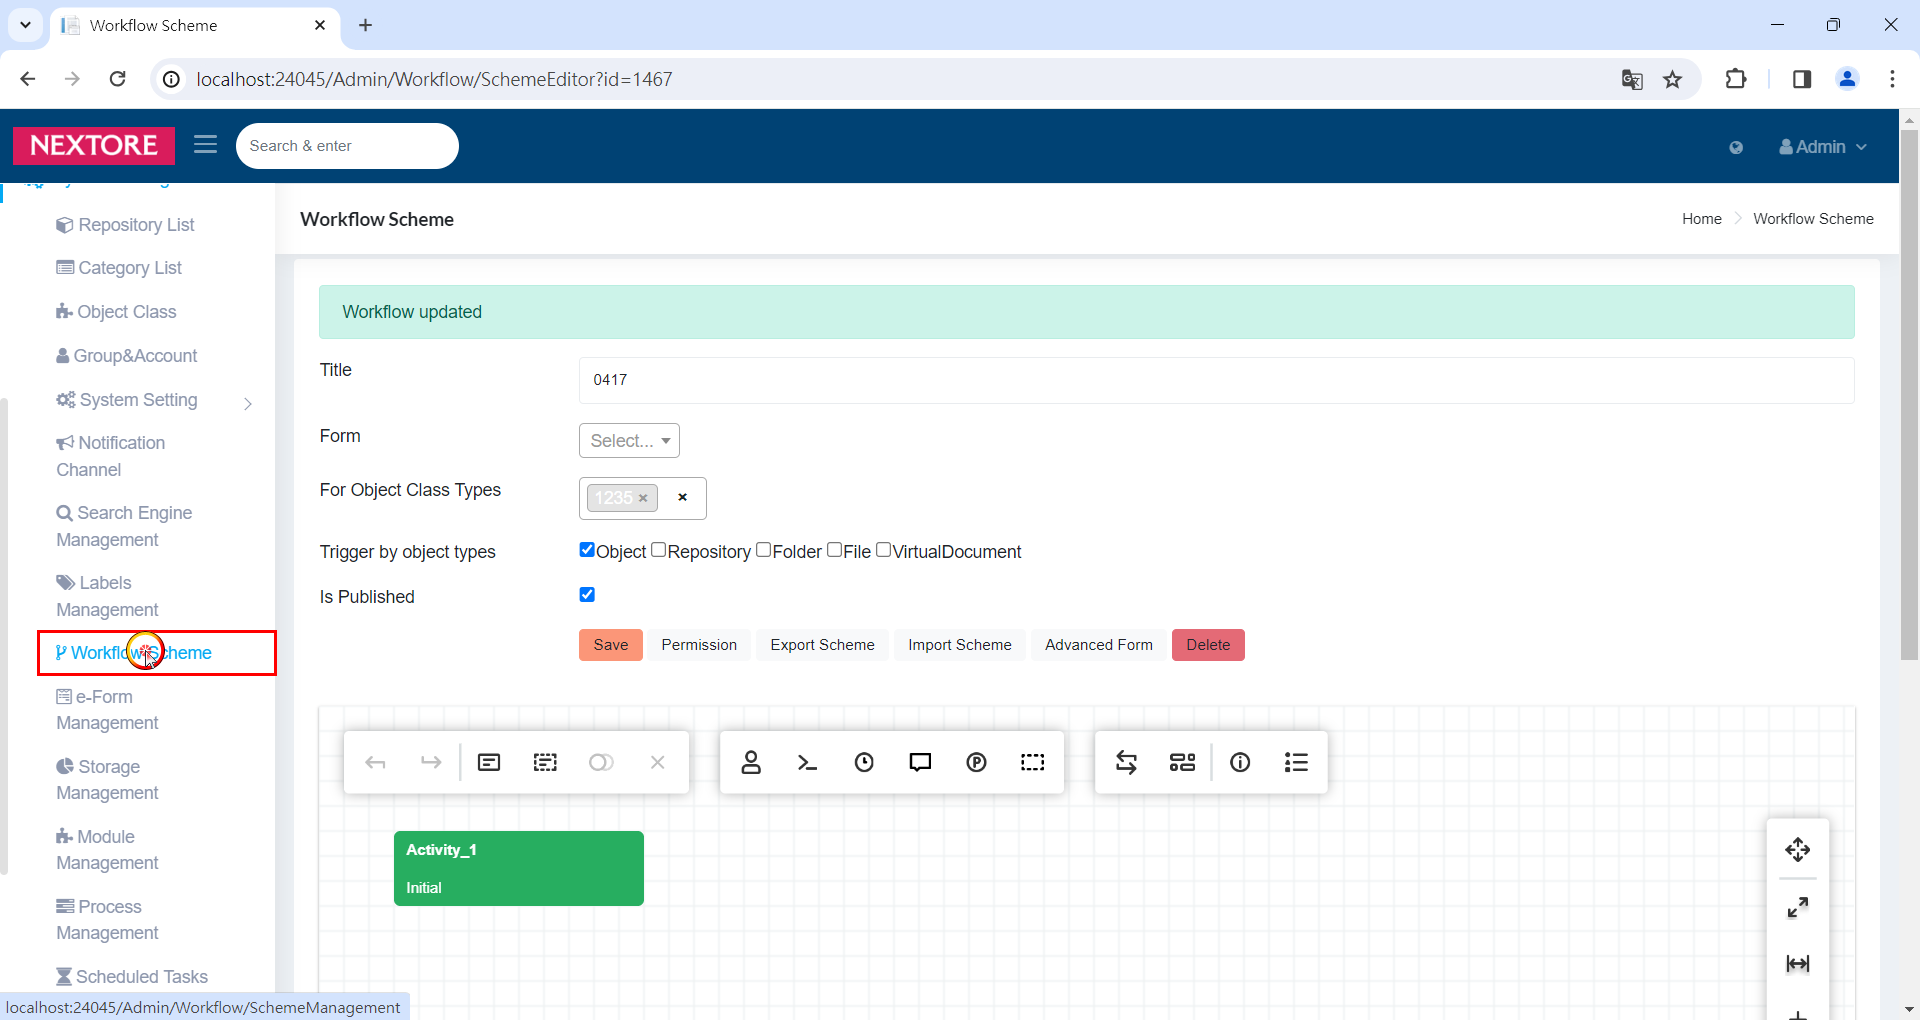 Workflow Scheme
localhost:24045/Admin/Workflow/SchemeEditor?id=1467
NEXTORE
Search & enter
Admin
Repository List
Category List
Object Class
Group&Account
System Setting
Notification
Channel
Search Engine
Management
Labels
Management
Workflow Scheme
e-Form
Management
Storage
Management
Module
Management
Process
Management
Scheduled Tasks
localhost:24045/Admin/Workflow/SchemeManagement
Workflow Scheme
Home Workflow Scheme
Workflow updated
Title 0417
Form Select...
For Object Class Types 1235 × ×
Trigger by object types Object Repository Folder File VirtualDocument
Is Published
Save Permission Export Scheme Import Scheme Advanced Form Delete
Activity_1
Initial